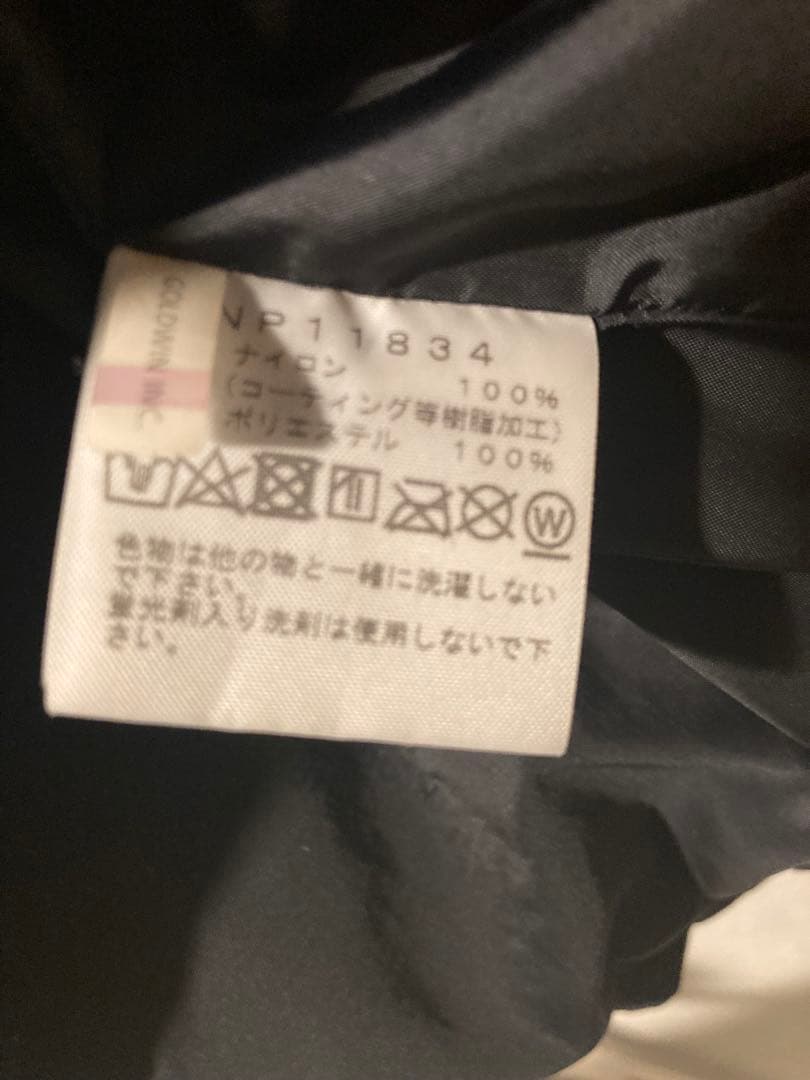 GOLDWIN INC.
NP11834
ナイロン 100%
(コーティング等樹脂加工)
ポリエステル 100%
W
色物は他の物と一緒に洗濯しない
で下さい。
蛍光剤入り洗剤は使用しないで下
さい。